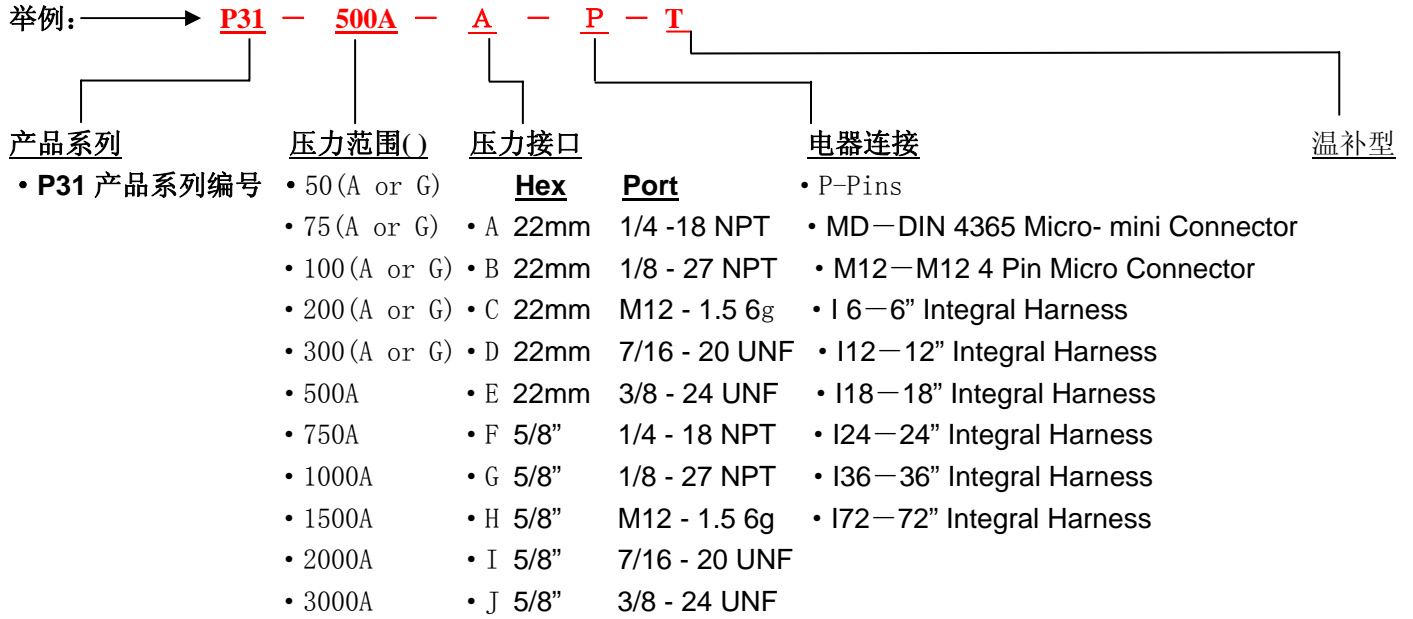 举例: P31 － 500A － A － P － T
产品系列 压力范围( ) 压力接口 电器连接 温补型
• P31 产品系列编号 • 50(A or G) Hex Port • P-Pins
• 75(A or G) • A 22mm 1/4 -18 NPT • MD－DIN 4365 Micro- mini Connector
• 100(A or G) • B 22mm 1/8 - 27 NPT • M12－M12 4 Pin Micro Connector
• 200(A or G) • C 22mm M12 - 1.5 6g • I 6－6” Integral Harness
• 300(A or G) • D 22mm 7/16 - 20 UNF • I12－12” Integral Harness
• 500A • E 22mm 3/8 - 24 UNF • I18－18” Integral Harness
• 750A • F 5/8” 1/4 - 18 NPT • I24－24” Integral Harness
• 1000A • G 5/8” 1/8 - 27 NPT • I36－36” Integral Harness
• 1500A • H 5/8” M12 - 1.5 6g • I72－72” Integral Harness
• 2000A • I 5/8” 7/16 - 20 UNF
• 3000A • J 5/8” 3/8 - 24 UNF